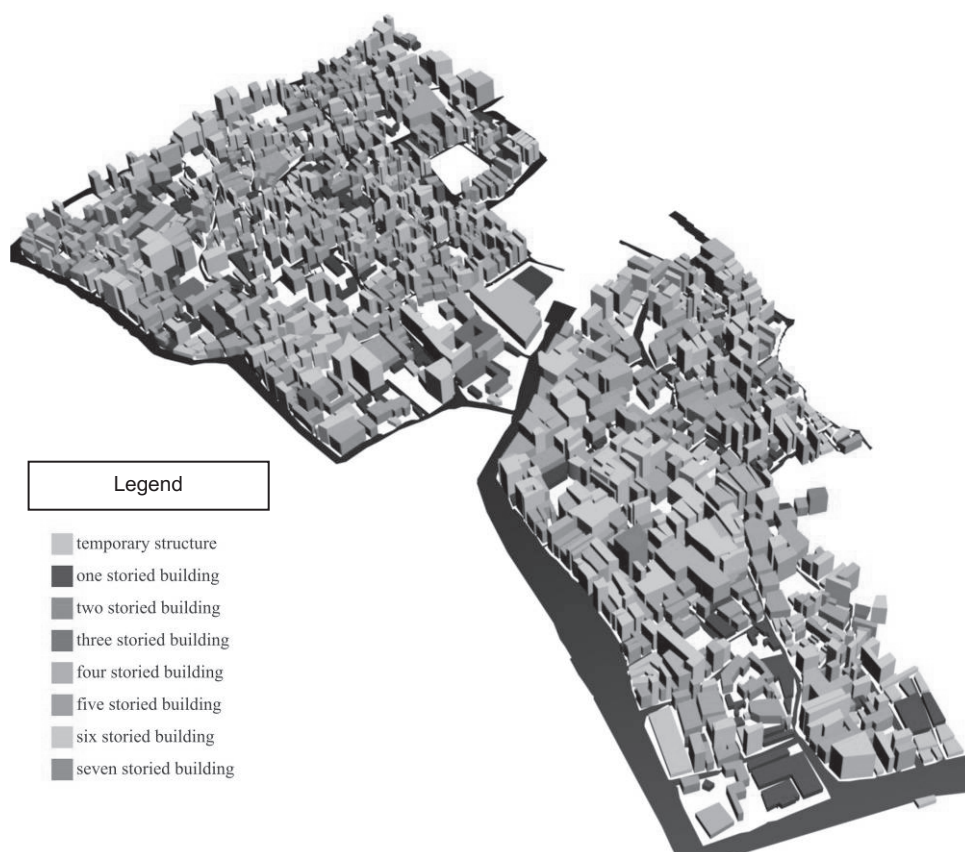 Legend
temporary structure
one storied building
two storied building
three storied building
four storied building
five storied building
six storied building
seven storied building